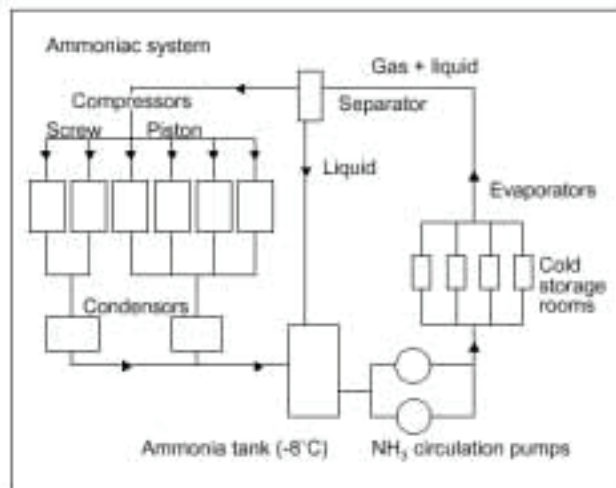 Ammoniac system
Gas + liquid
Compressors
Separator
Screw Piston
Liquid
Evaporators
Cold
storage
rooms
Condensors
Ammonia tank (-8°C)
NH₃ circulation pumps